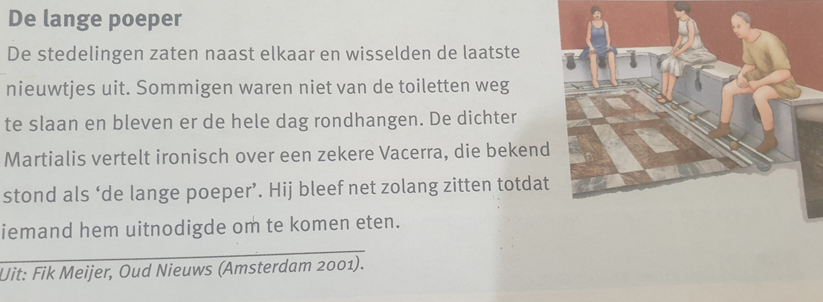 De lange poeper
De stedelingen zaten naast elkaar en wisselden de laatste
nieuwtjes uit. Sommigen waren niet van de toiletten weg
te slaan en bleven er de hele dag rondhangen. De dichter
Martialis vertelt ironisch over een zekere Vacerra, die bekend
stond als ‘de lange poeper’. Hij bleef net zolang zitten totdat
iemand hem uitnodigde om te komen eten.
Uit: Fik Meijer, Oud Nieuws (Amsterdam 2001).